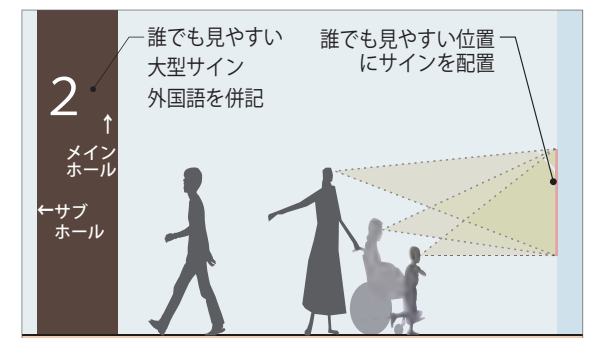 誰でも見やすい
大型サイン
外国語を併記
誰でも見やすい位置
にサインを配置
2
↑
メイン
ホール
←サブ
ホール